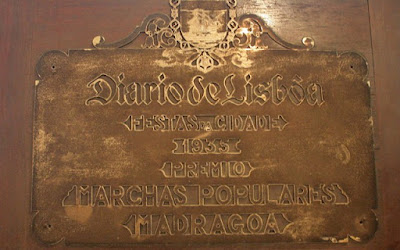 Diario de Lisbôa
FESTAS DA CIDADE
1935
PREMIO
MARCHAS POPULARES
MADRAGOA